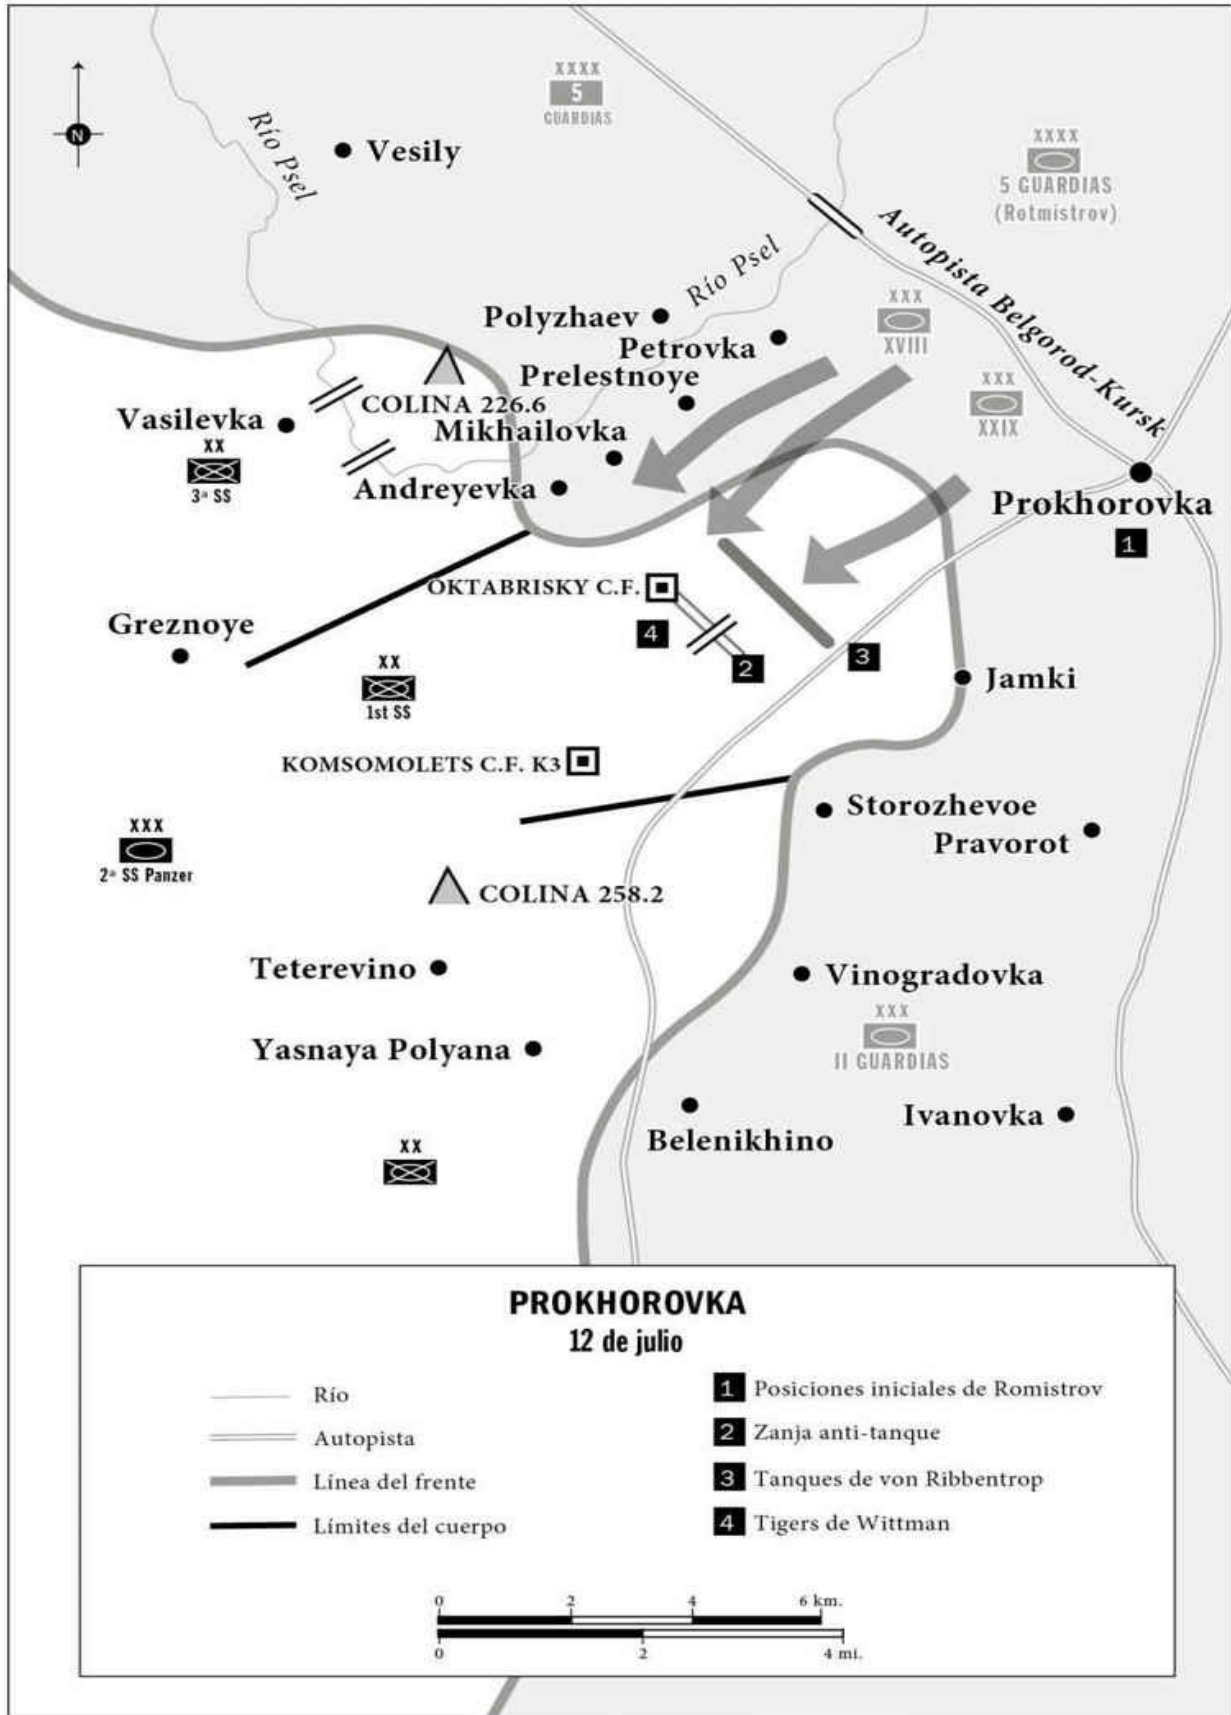 XXXX
5
GUARDIAS
N
Río Psel
Vesily
XXXX
5 GUARDIAS
(Rotmistrov)
Autopista Belgorod-Kursk
Río Psel
Polyzhaev
XXX
XVIII
Petrovka
Prelestnoye
XXX
XXIX
COLINA 226.6
Vasilevka
Mikhailovka
XX
3ª SS
Andreyevka
Prokhorovka
1
OKTABRISKY C.F.
Greznoye
4
2
3
XX
1st SS
Jamki
KOMSOMOLETS C.F. K3
Storozhevoe
Pravorot
XXX
2ª SS Panzer
COLINA 258.2
Teterevino
Vinogradovka
XXX
II GUARDIAS
Yasnaya Polyana
Belenikhino
Ivanovka
XX
PROKHOROVKA
12 de julio
Río
Autopista
Línea del frente
Límites del cuerpo
1 Posiciones iniciales de Romistrov
2 Zanja anti-tanque
3 Tanques de von Ribbentrop
4 Tigers de Wittman
0 2 4 6 km.
0 2 4 mi.